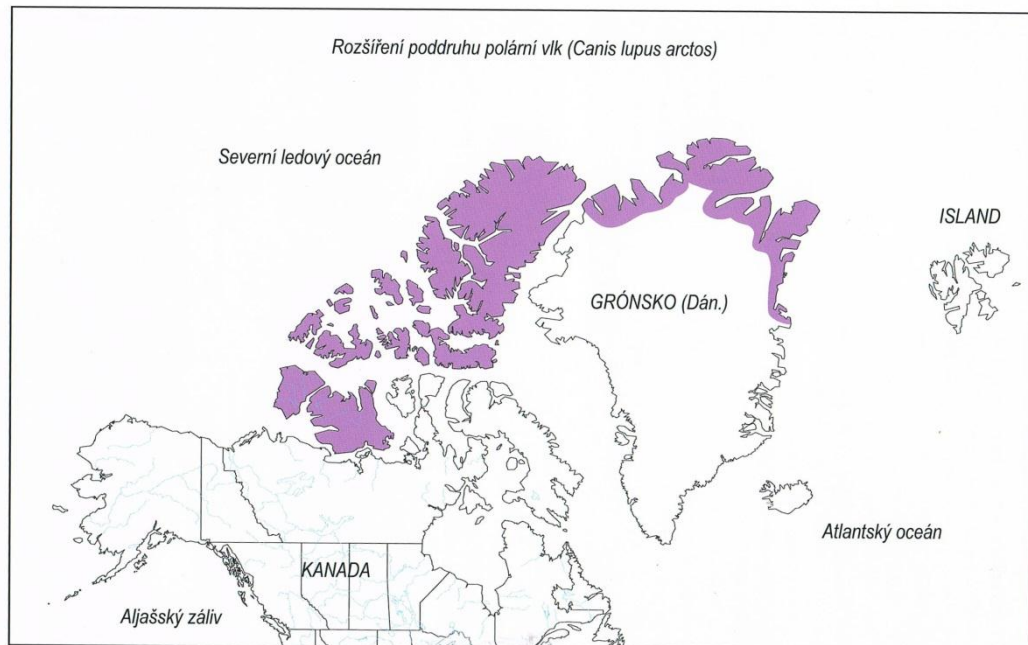 Rozšíření poddruhu polární vlk (Canis lupus arctos)
Severní ledový oceán
ISLAND
GRÓNSKO (Dán.)
Atlantský oceán
KANADA
Aljašský záliv